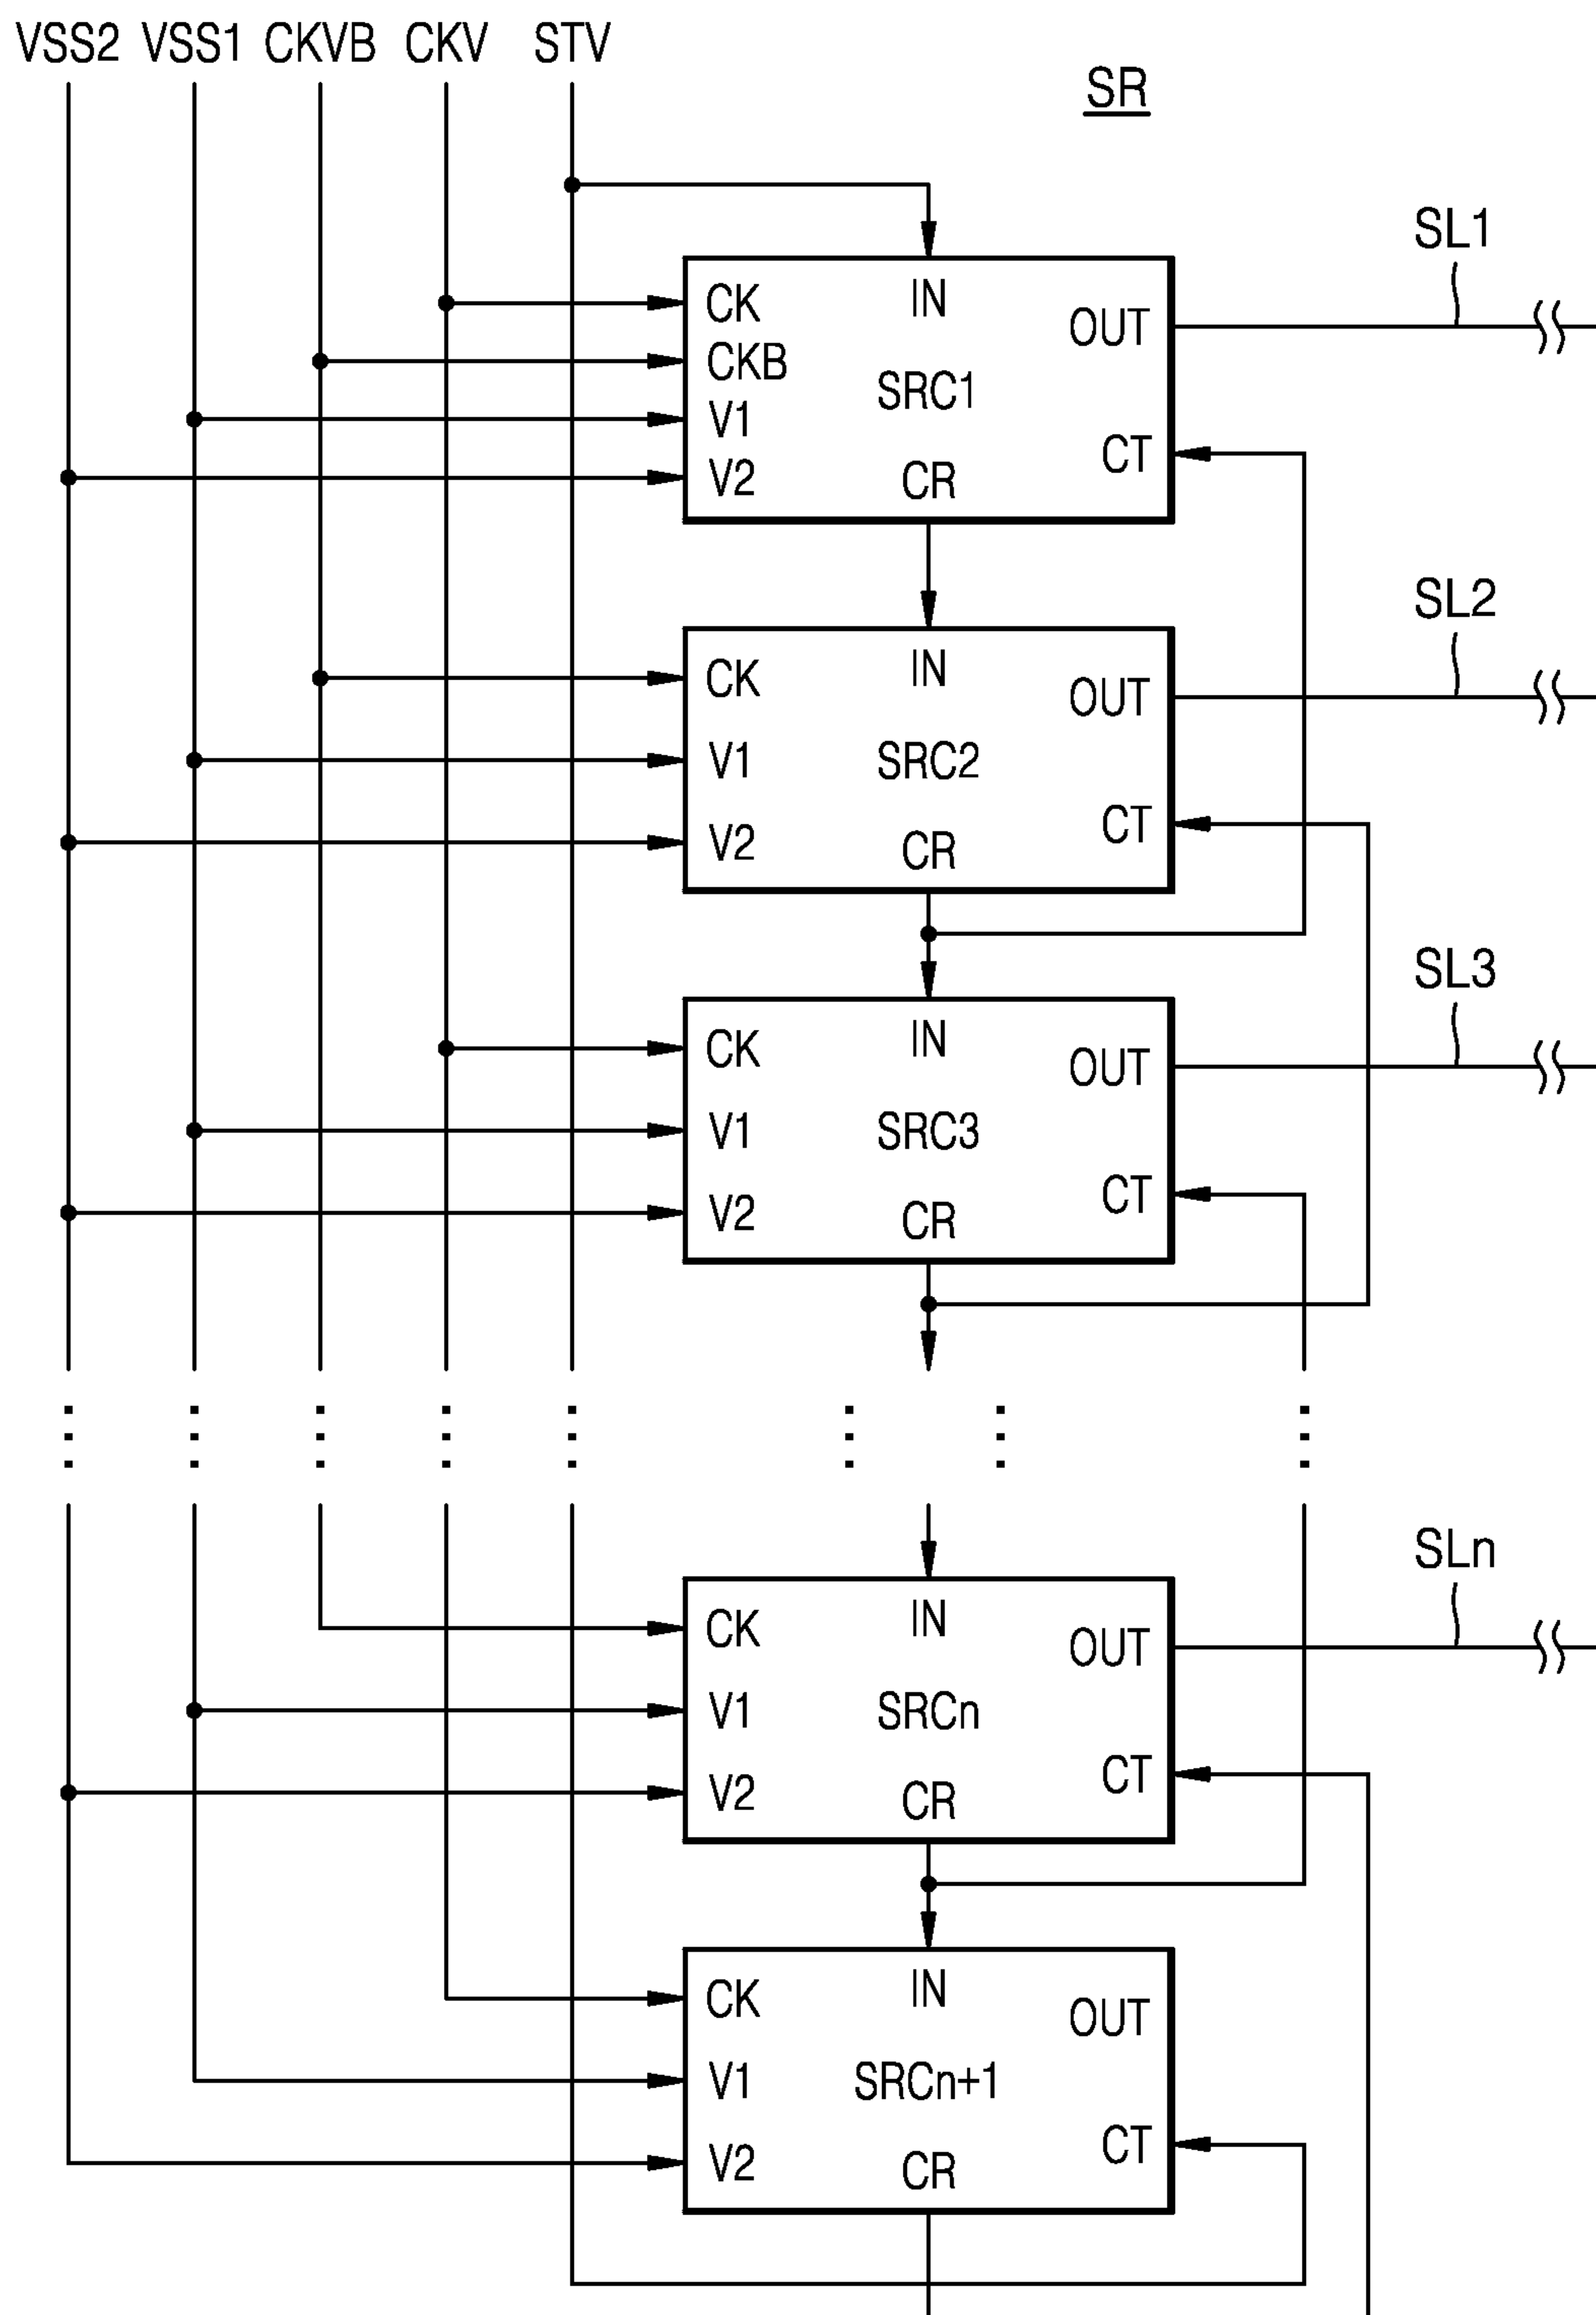 VSS2 VSS1 CKVB CKV STV
SR
SL1
CK IN OUT
CKB
SRC1
V1
CT
V2 CR
SL2
CK IN OUT
V1 SRC2
CT
V2 CR
SL3
CK IN OUT
V1 SRC3
CT
V2 CR
SLn
CK IN OUT
V1 SRCn
CT
V2 CR
CK IN OUT
V1 SRCn+1
CT
V2 CR